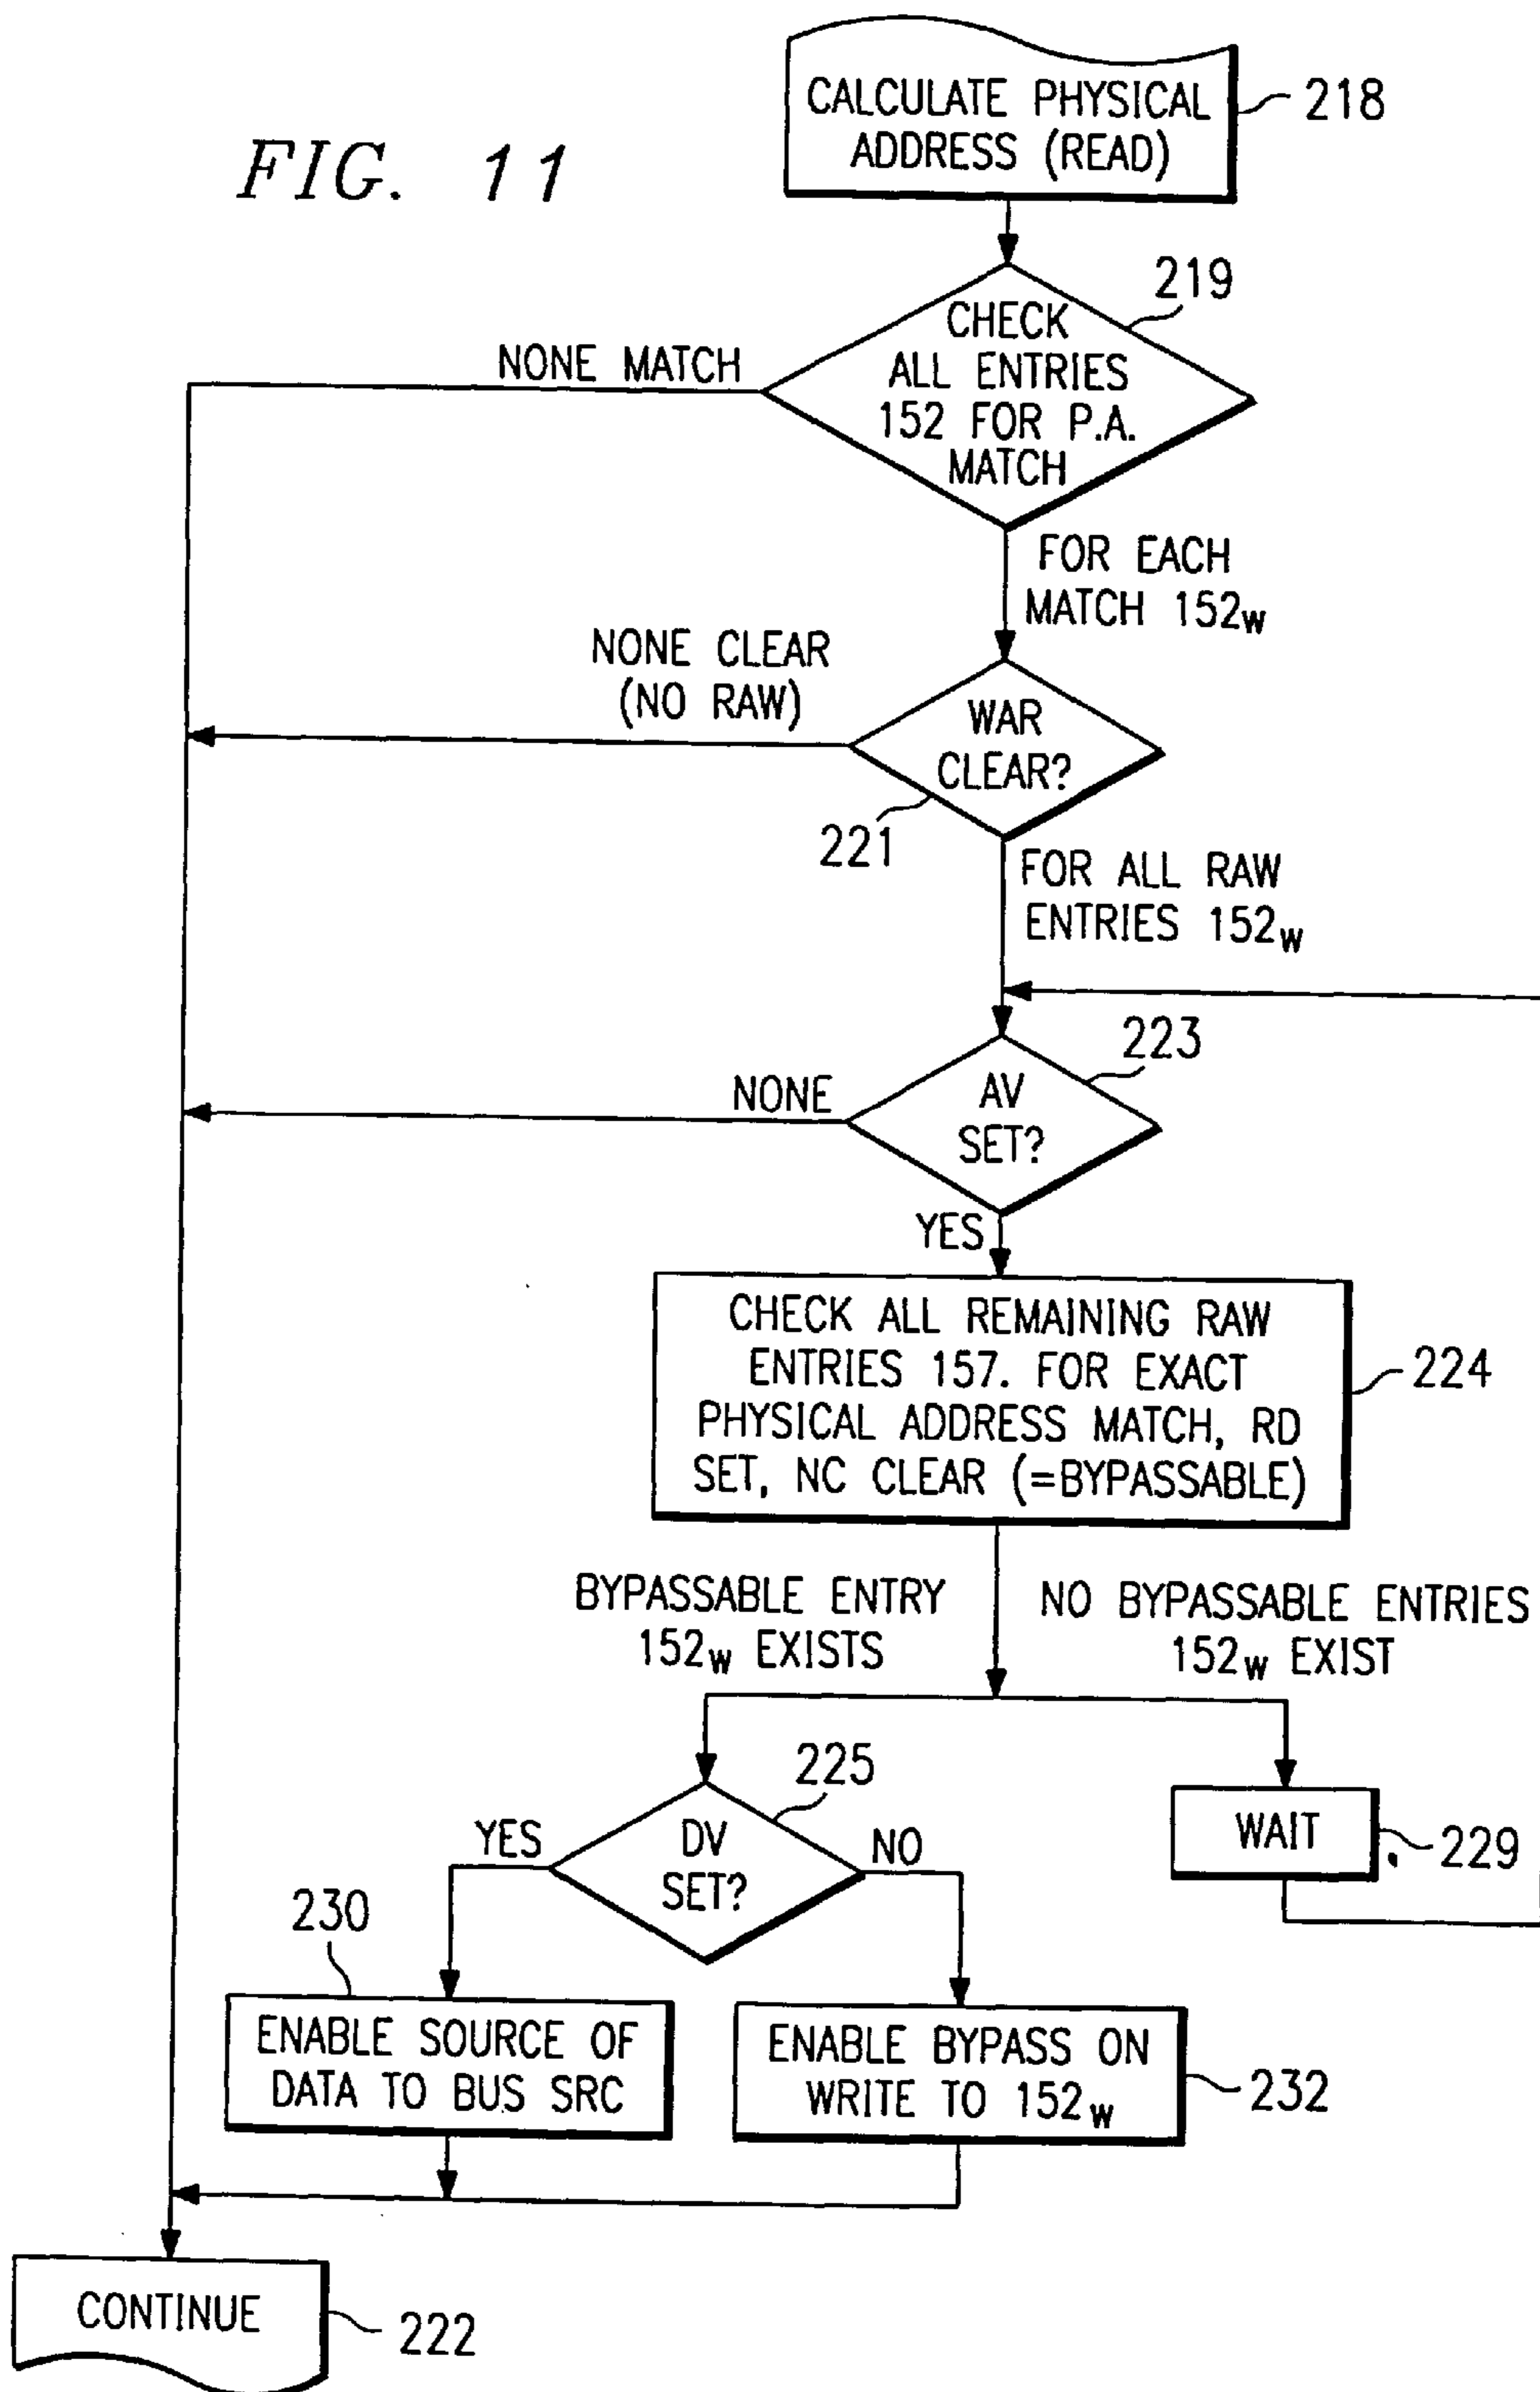 FIG. 11
CALCULATE PHYSICAL
ADDRESS (READ)
218
219
CHECK
ALL ENTRIES
152 FOR P.A.
MATCH
NONE MATCH
FOR EACH
MATCH 152w
NONE CLEAR
(NO RAW)
WAR
CLEAR?
221
FOR ALL RAW
ENTRIES 152w
223
NONE
AV
SET?
YES
CHECK ALL REMAINING RAW
ENTRIES 157. FOR EXACT
PHYSICAL ADDRESS MATCH, RD
SET, NC CLEAR (=BYPASSABLE)
224
BYPASSABLE ENTRY
152w EXISTS
NO BYPASSABLE ENTRIES
152w EXIST
225
YES
DV
SET?
NO
WAIT
229
230
ENABLE SOURCE OF
DATA TO BUS SRC
ENABLE BYPASS ON
WRITE TO 152w
232
CONTINUE
222